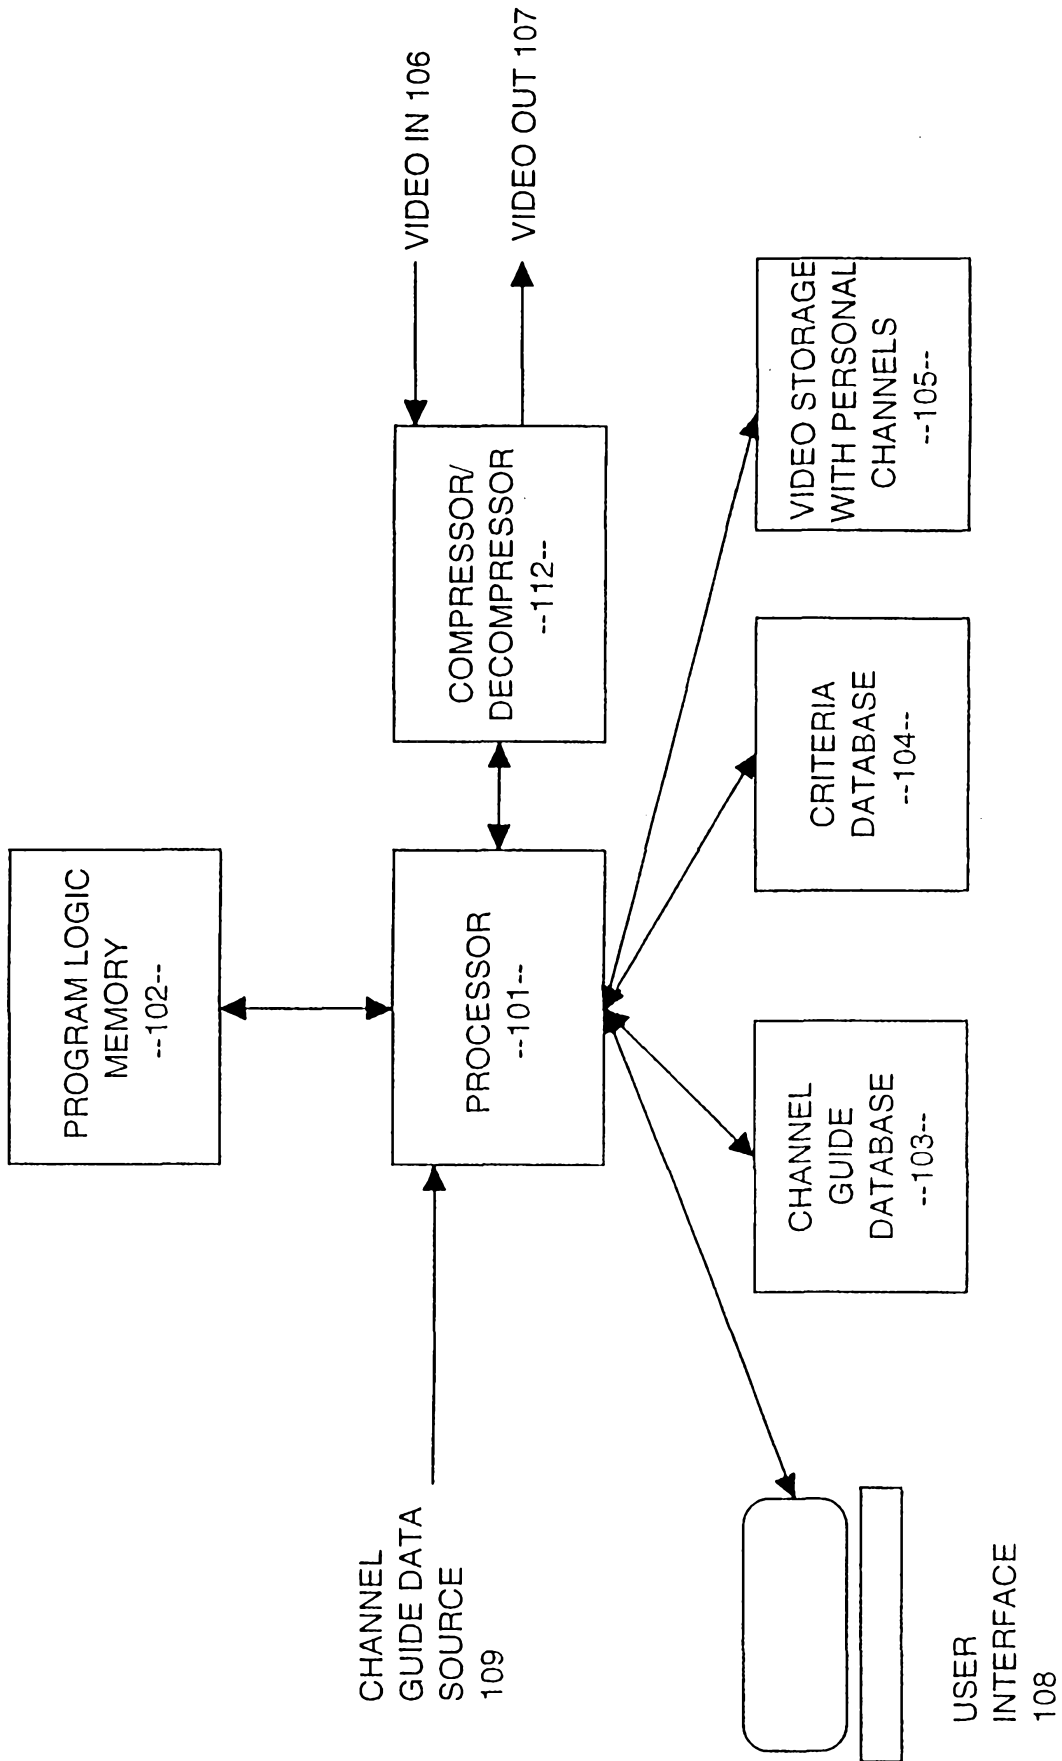 PROGRAM LOGIC
MEMORY
--102--
CHANNEL
GUIDE DATA
SOURCE
109
PROCESSOR
--101--
COMPRESSOR/
DECOMPRESSOR
--112--
VIDEO IN 106
VIDEO OUT 107
USER
INTERFACE
108
CHANNEL
GUIDE
DATABASE
--103--
CRITERIA
DATABASE
--104--
VIDEO STORAGE
WITH PERSONAL
CHANNELS
--105--